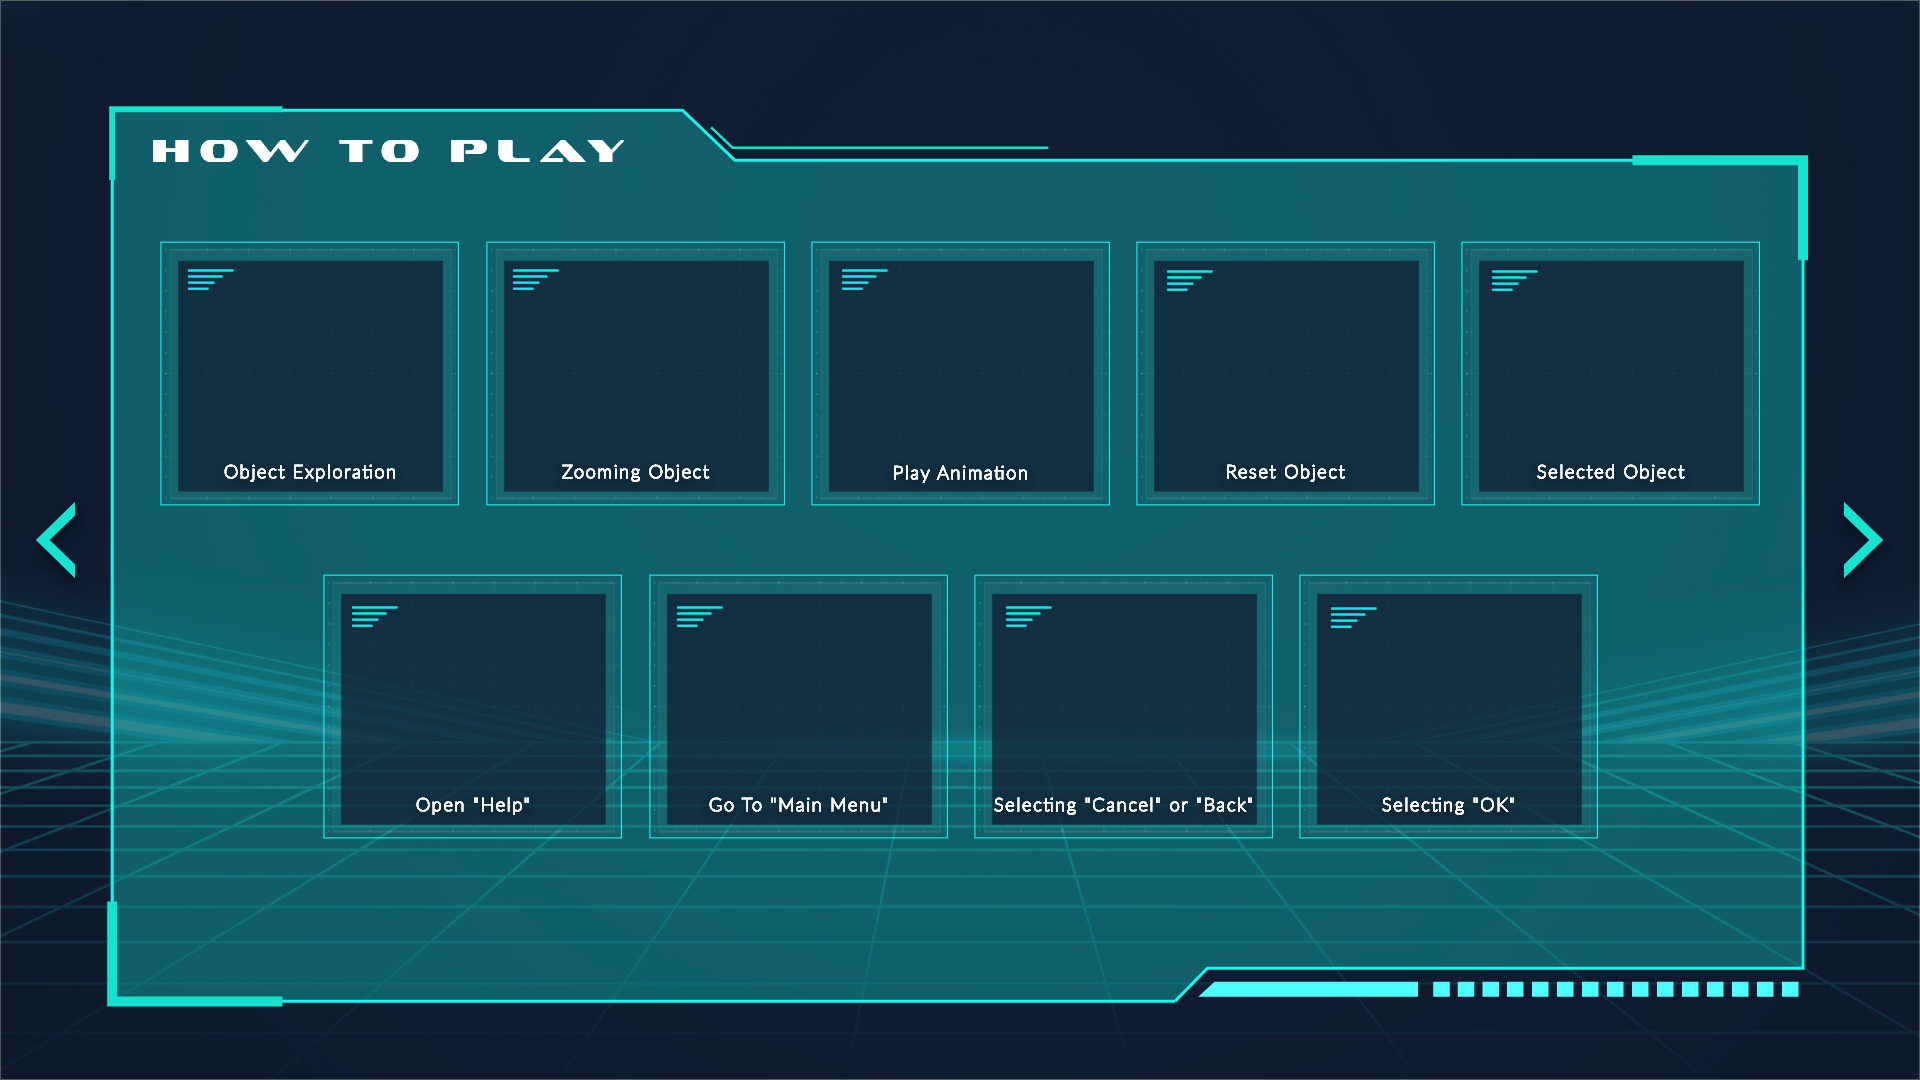 HOW TO PLAY
Object Exploration
Zooming Object
Play Animation
Reset Object
Selected Object
Open "Help"
Go To "Main Menu"
Selecting "Cancel" or "Back"
Selecting "OK"